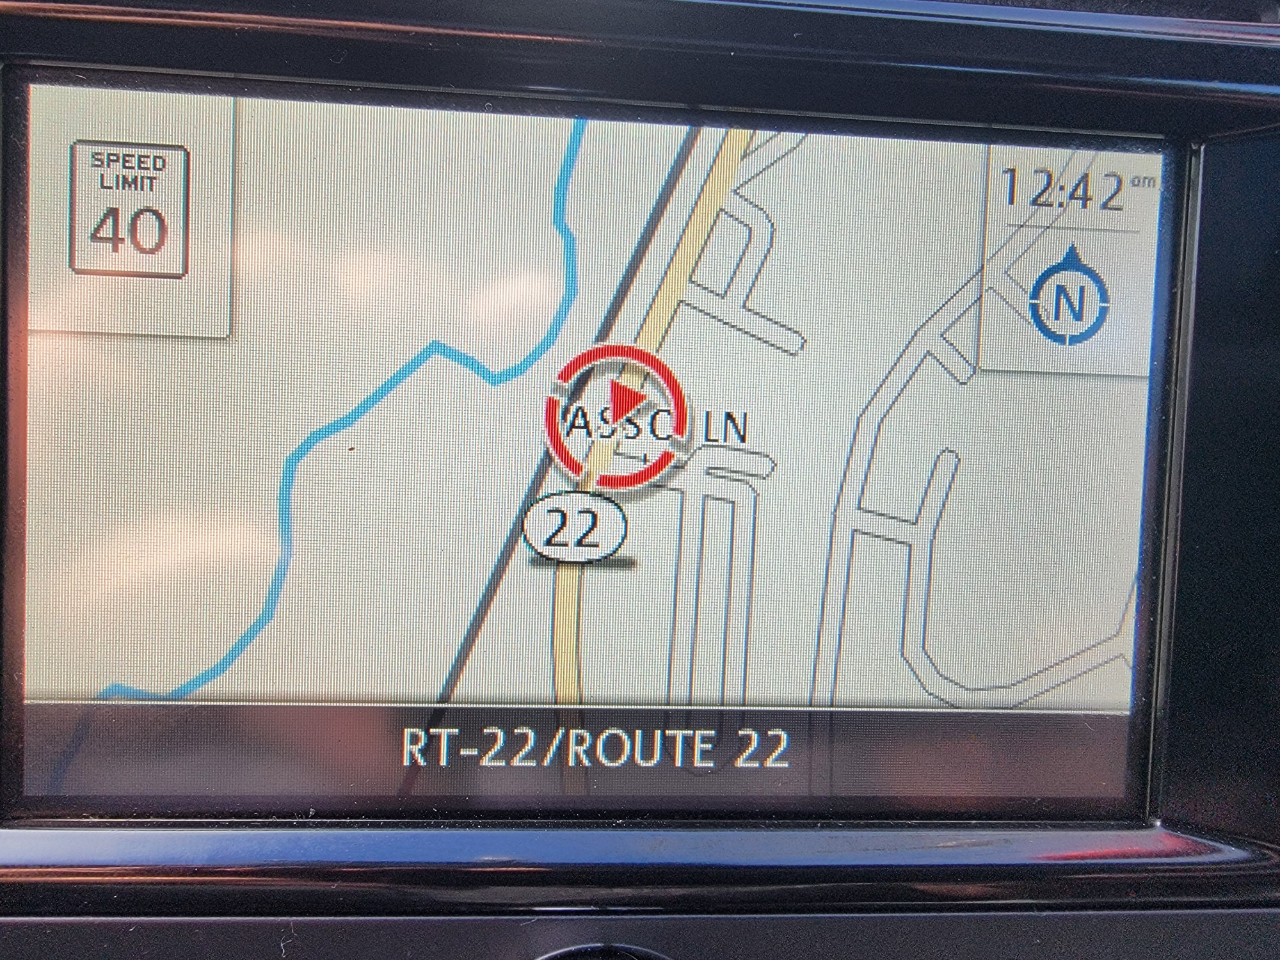 SPEED
LIMIT
40
12:42 am
N
LN
22
RT-22/ROUTE 22